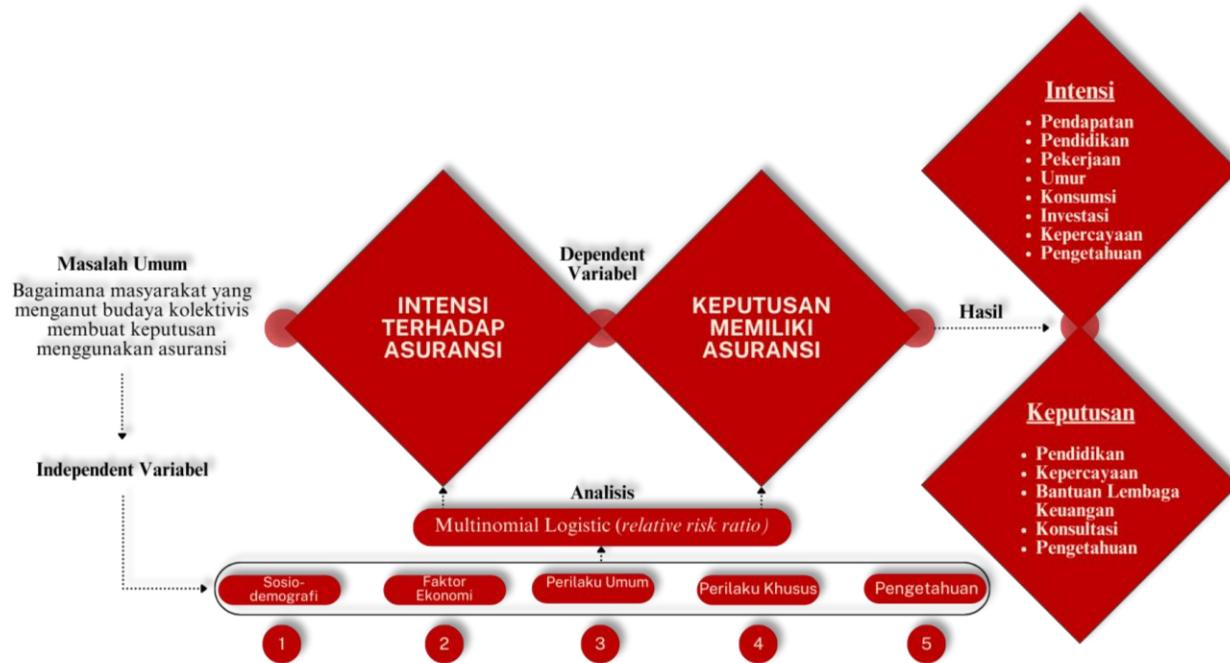 Masalah Umum
Bagaimana masyarakat yang
menganut budaya kolektivis
membuat keputusan
menggunakan asuransi
Independent Variabel
INTENSI
TERHADAP
ASURANSI
Dependent
Variabel
KEPUTUSAN
MEMILIKI
ASURANSI
Hasil
Intensi
• Pendapatan
• Pendidikan
• Pekerjaan
• Umur
• Konsumsi
• Investasi
• Kepercayaan
• Pengetahuan
Keputusan
• Pendidikan
• Kepercayaan
• Bantuan Lembaga
Keuangan
• Konsultasi
• Pengetahuan
Analisis
Multinomial Logistic (relative risk ratio)
Sosio-
demografi
Faktor
Ekonomi
Perilaku Umum
Perilaku Khusus
Pengetahuan
1
2
3
4
5